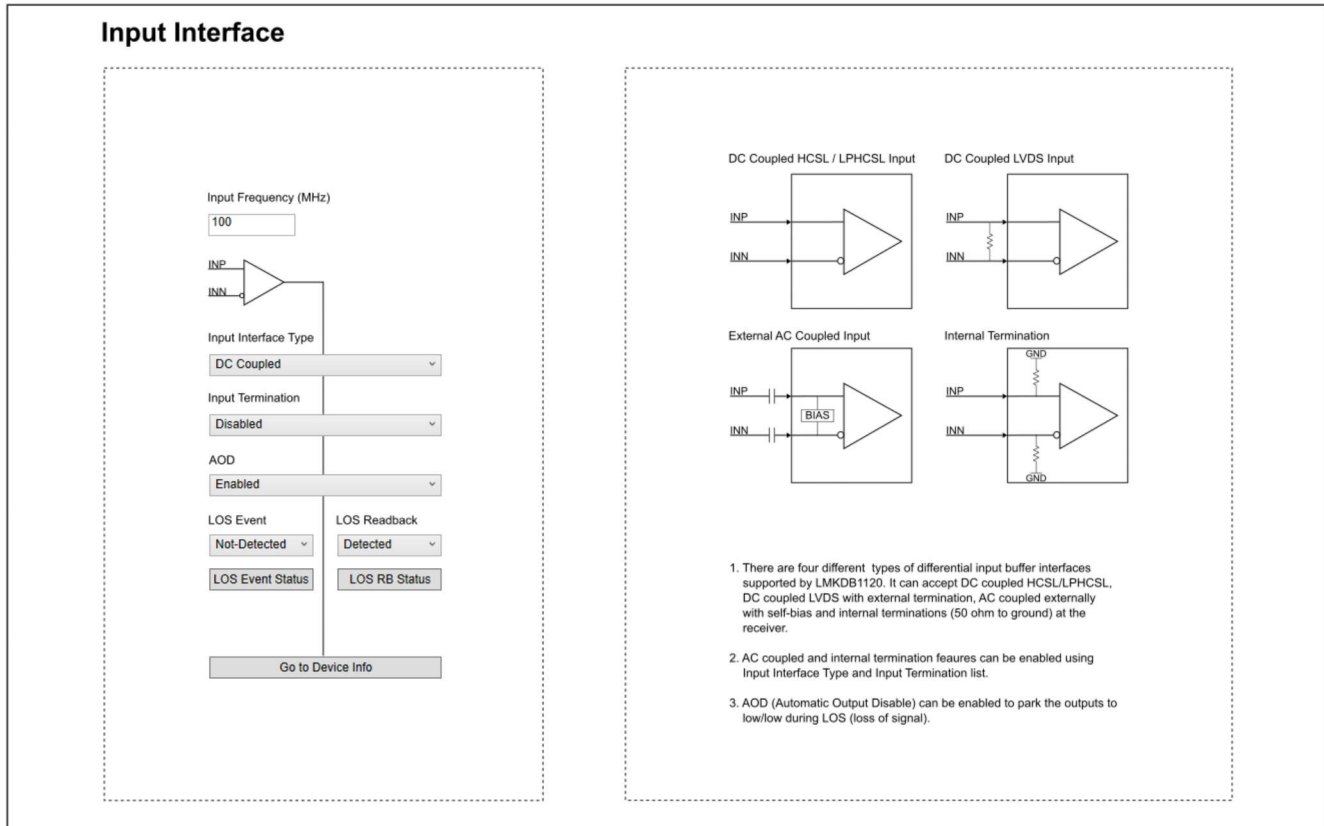 Input Interface
Input Frequency (MHz)
100
INP
INN
Input Interface Type
DC Coupled
Input Termination
Disabled
AOD
Enabled
LOS Event
LOS Readback
Not-Detected
Detected
LOS Event Status
LOS RB Status
Go to Device Info
DC Coupled HCSL / LPHCSL Input
INP
INN
DC Coupled LVDS Input
INP
INN
External AC Coupled Input
INP
BIAS
INN
Internal Termination
GND
INP
INN
GND
1. There are four different types of differential input buffer interfaces
supported by LMKDB1120. It can accept DC coupled HCSL/LPHCSL,
DC coupled LVDS with external termination, AC coupled externally
with self-bias and internal terminations (50 ohm to ground) at the
receiver.
2. AC coupled and internal termination feaures can be enabled using
Input Interface Type and Input Termination list.
3. AOD (Automatic Output Disable) can be enabled to park the outputs to
low/low during LOS (loss of signal).